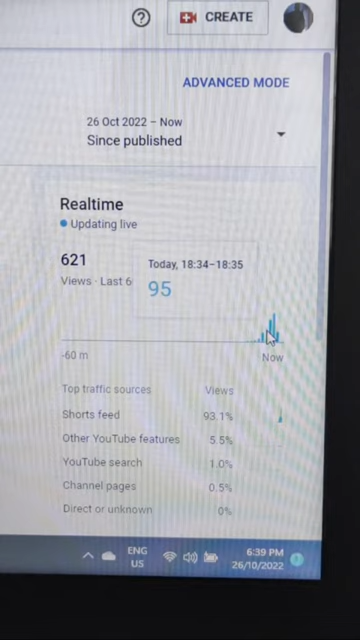 CREATE
ADVANCED MODE
26 Oct 2022 – Now
Since published
Realtime
Updating live
621
Views · Last 6
Today, 18:34–18:35
95
-60 m
Now
Top traffic sources Views
Shorts feed 93.1%
Other YouTube features 5.5%
YouTube search 1.0%
Channel pages 0.5%
Direct or unknown 0%
ENG
US
6:39 PM
26/10/2022